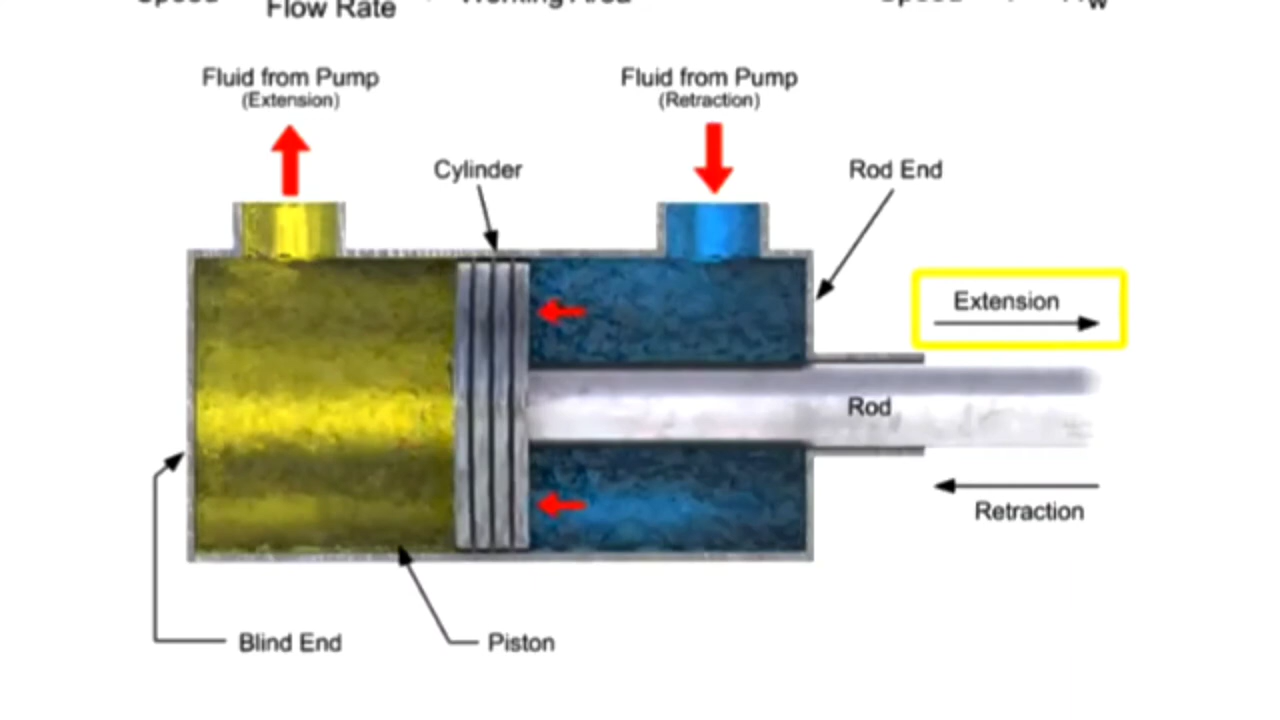 Flow Rate
Fluid from Pump
(Extension)
Fluid from Pump
(Retraction)
Cylinder
Rod End
Extension
Rod
Retraction
Blind End
Piston